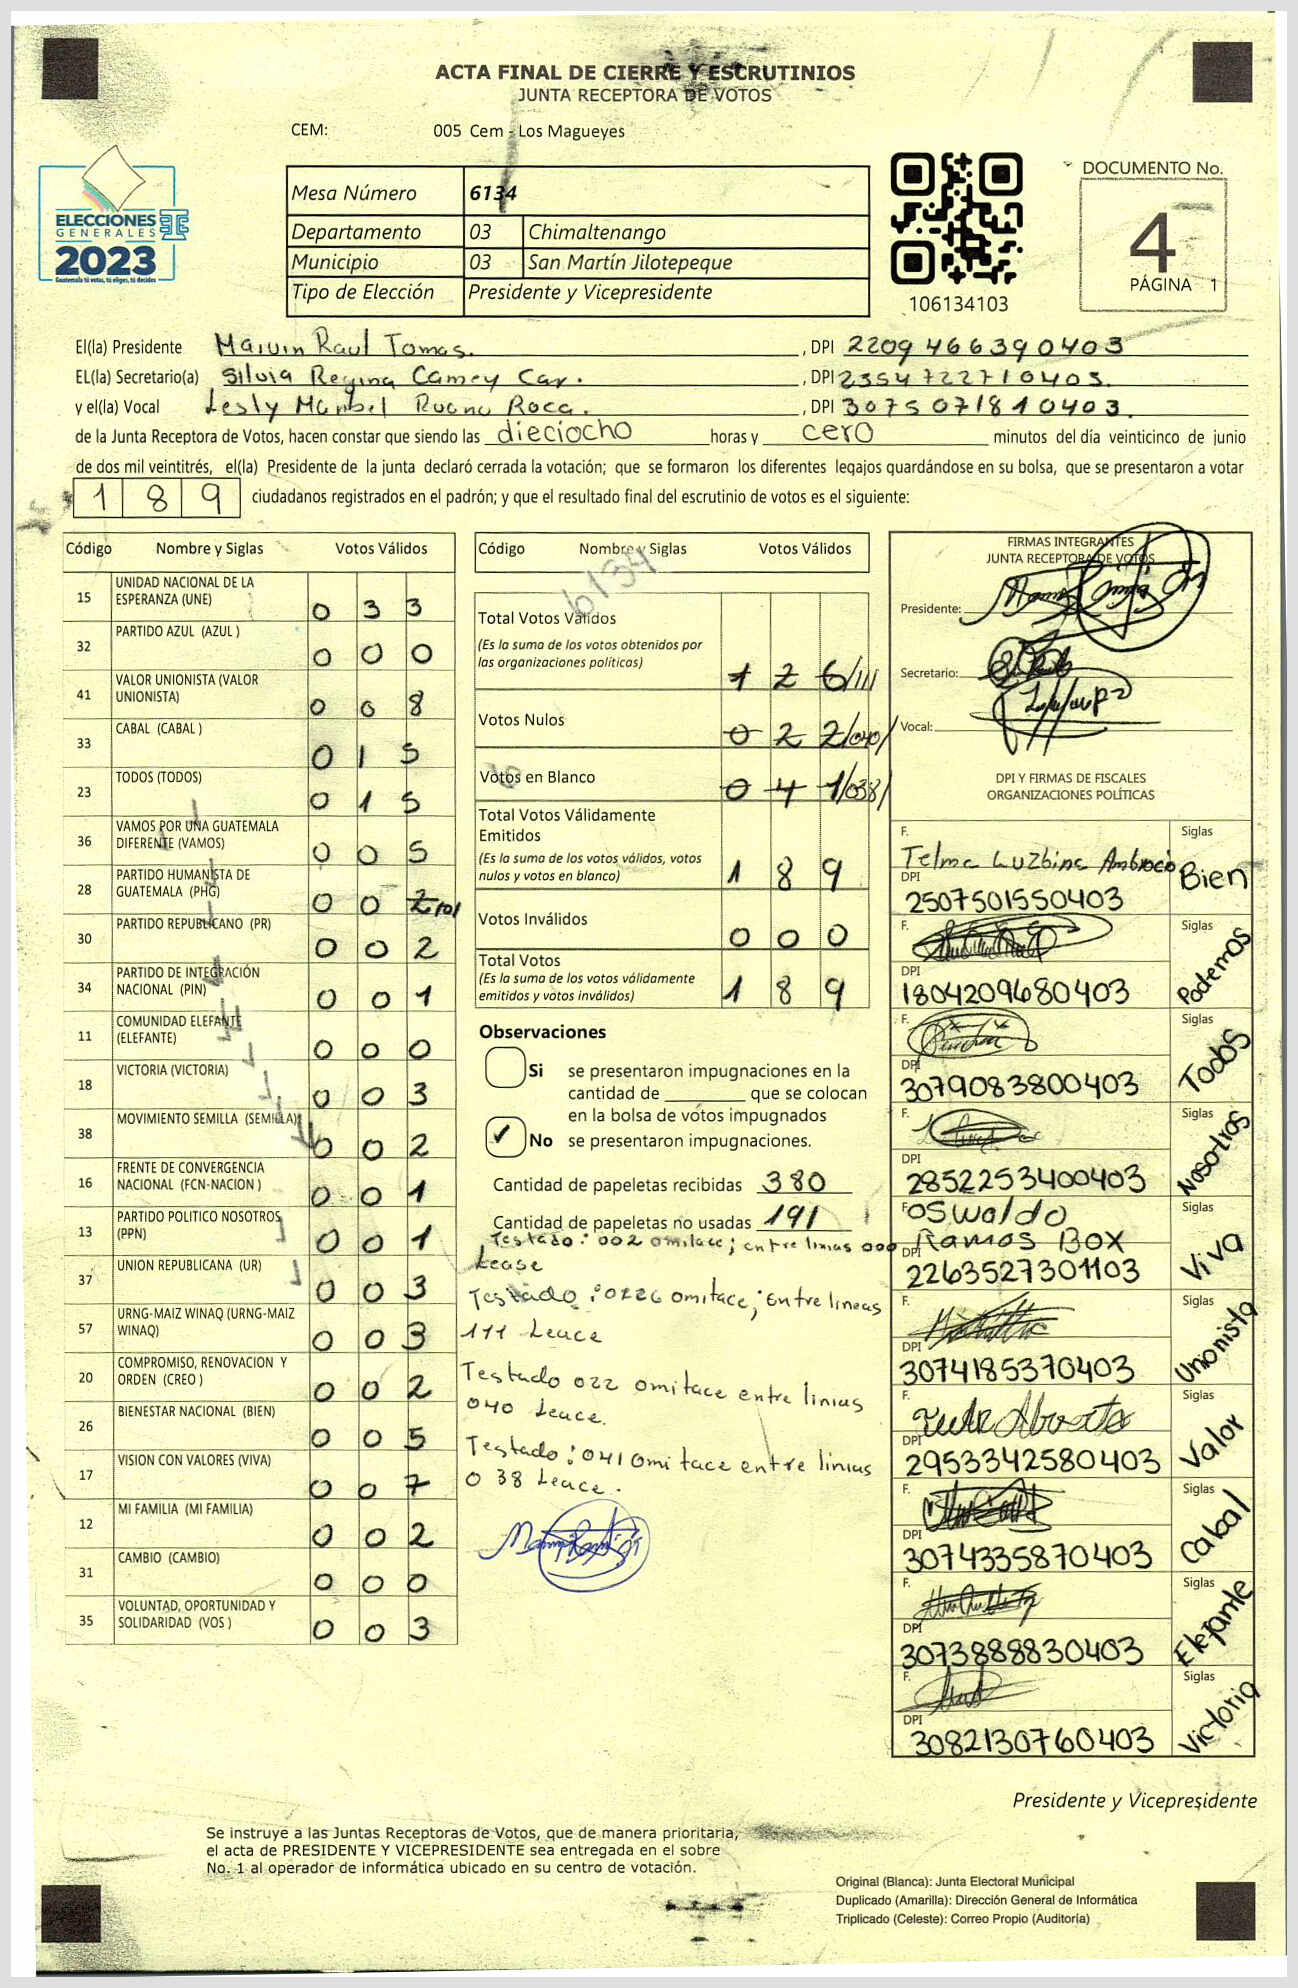 ACTA FINAL DE CIERRE Y ESCRUTINIOS
JUNTA RECEPTORA DE VOTOS
CEM: 005 Cem - Los Magueyes
ELECCIONES
GENERALES
2023
Guatemala tú votas, tú eliges, tú decides
Mesa Número 6134
Departamento 03 Chimaltenango
Municipio 03 San Martín Jilotepeque
Tipo de Elección Presidente y Vicepresidente
106134103
DOCUMENTO No.
4
PÁGINA 1
El(la) Presidente Marvin Raul Tomas. , DPI 2209 466390403
EL(la) Secretario(a) Silvia Regina Camey Car. , DPI 2354722710403.
y el(la) Vocal Lesly Maribel Ruano Roca. , DPI 3075071810403.
de la Junta Receptora de Votos, hacen constar que siendo las dieciocho horas y cero minutos del día veinticinco de junio
de dos mil veintitrés, el(la) Presidente de la junta declaró cerrada la votación; que se formaron los diferentes legajos guardándose en su bolsa, que se presentaron a votar
189 ciudadanos registrados en el padrón; y que el resultado final del escrutinio de votos es el siguiente:
Código Nombre y Siglas Votos Válidos
15 UNIDAD NACIONAL DE LA ESPERANZA (UNE) 0 3 3
32 PARTIDO AZUL (AZUL ) 0 0 0
41 VALOR UNIONISTA (VALOR UNIONISTA) 0 0 8
33 CABAL (CABAL ) 0 1 5
23 TODOS (TODOS) 0 1 5
36 VAMOS POR UNA GUATEMALA DIFERENTE (VAMOS) 0 0 5
28 PARTIDO HUMANISTA DE GUATEMALA (PHG) 0 0 2
30 PARTIDO REPUBLICANO (PR) 0 0 2
34 PARTIDO DE INTEGRACIÓN NACIONAL (PIN) 0 0 1
11 COMUNIDAD ELEFANTE (ELEFANTE) 0 0 0
18 VICTORIA (VICTORIA) 0 0 3
38 MOVIMIENTO SEMILLA (SEMILLA) 0 0 2
16 FRENTE DE CONVERGENCIA NACIONAL (FCN-NACION ) 0 0 1
13 PARTIDO POLITICO NOSOTROS (PPN) 0 0 1
37 UNION REPUBLICANA (UR) 0 0 3
57 URNG-MAIZ WINAQ (URNG-MAIZ WINAQ) 0 0 3
20 COMPROMISO, RENOVACION Y ORDEN (CREO ) 0 0 2
26 BIENESTAR NACIONAL (BIEN) 0 0 5
17 VISION CON VALORES (VIVA) 0 0 7
12 MI FAMILIA (MI FAMILIA) 0 0 2
31 CAMBIO (CAMBIO) 0 0 0
35 VOLUNTAD, OPORTUNIDAD Y SOLIDARIDAD (VOS ) 0 0 3
Código Nombre y Siglas Votos Válidos
6134
Total Votos Válidos
(Es la suma de los votos obtenidos por
las organizaciones políticas) 1 2 6/111
Votos Nulos 0 2 2/040/
Votos en Blanco 0 4 1/038/
Total Votos Válidamente
Emitidos
(Es la suma de los votos válidos, votos
nulos y votos en blanco) 1 8 9
Votos Inválidos 0 0 0
Total Votos
(Es la suma de los votos válidamente
emitidos y votos inválidos) 1 8 9
Observaciones
Si se presentaron impugnaciones en la
cantidad de ________ que se colocan
en la bolsa de votos impugnados
✓ No se presentaron impugnaciones.
Cantidad de papeletas recibidas 380
Cantidad de papeletas no usadas 191
Testado: 002 omitace; entre linias 000
Lease
Testado: 0226 omitace; Entre lineas
111 Leace
Testado 022 omitace entre linias
040 Leace.
Testado: 041 omitace entre linias
038 Leace.
FIRMAS INTEGRANTES
JUNTA RECEPTORA DE VOTOS
Presidente:
Secretario:
Vocal:
DPI Y FIRMAS DE FISCALES
ORGANIZACIONES POLÍTICAS
F. Telma Luzbina Ambrocio Siglas Bien
DPI 2507501550403
F. Siglas Podemos
DPI 1804209680403
F. Siglas Todos
DPI 3079083800403
F. Siglas Nosotros
DPI 2852253400403
F. Oswaldo Siglas Viva
Ramos Box
DPI 2263527301103
F. Siglas Unionista
DPI 3074185370403
F. Siglas Valor
DPI 2953342580403
F. Siglas Cabal
DPI 3074335870403
F. Siglas Elefante
DPI 3073888830403
F. Siglas Victoria
DPI 3082130760403
Presidente y Vicepresidente
Se instruye a las Juntas Receptoras de Votos, que de manera prioritaria,
el acta de PRESIDENTE Y VICEPRESIDENTE sea entregada en el sobre
No. 1 al operador de informática ubicado en su centro de votación.
Original (Blanca): Junta Electoral Municipal
Duplicado (Amarilla): Dirección General de Informática
Triplicado (Celeste): Correo Propio (Auditoría)